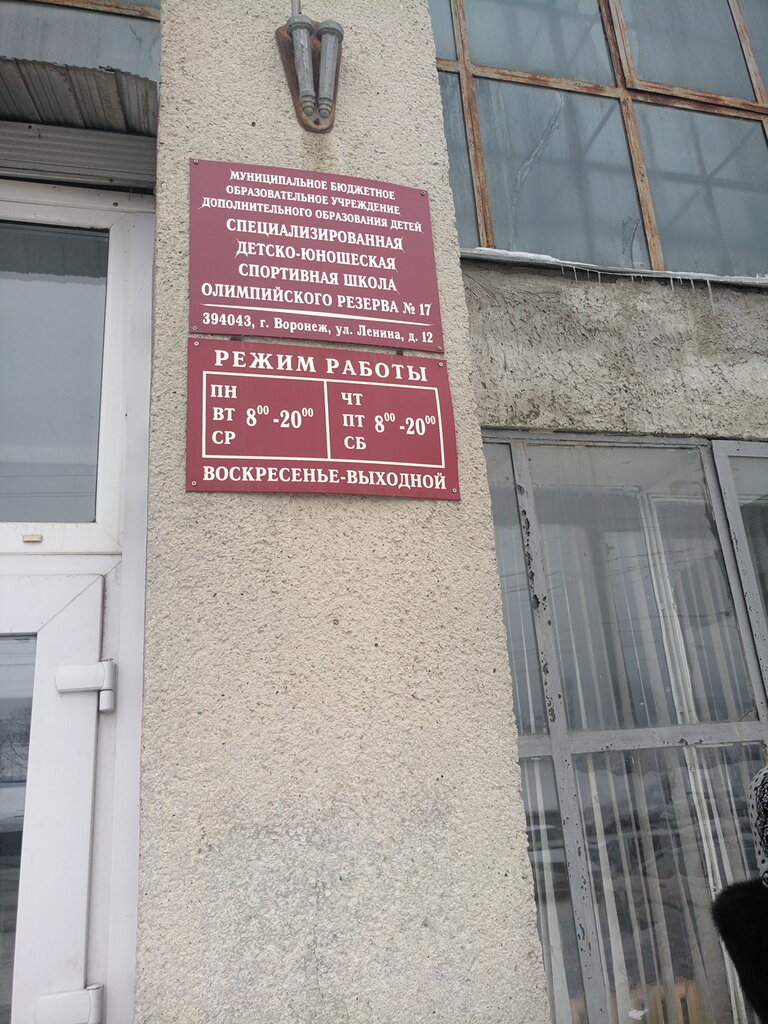 МУНИЦИПАЛЬНОЕ БЮДЖЕТНОЕ
ОБРАЗОВАТЕЛЬНОЕ УЧРЕЖДЕНИЕ
ДОПОЛНИТЕЛЬНОГО ОБРАЗОВАНИЯ ДЕТЕЙ
СПЕЦИАЛИЗИРОВАННАЯ
ДЕТСКО-ЮНОШЕСКАЯ
СПОРТИВНАЯ ШКОЛА
ОЛИМПИЙСКОГО РЕЗЕРВА № 17
394043, г. Воронеж, ул. Ленина, д. 12
РЕЖИМ РАБОТЫ
ПН
ВТ 8⁰⁰ -20⁰⁰
СР
ЧТ
ПТ 8⁰⁰ -20⁰⁰
СБ
ВОСКРЕСЕНЬЕ-ВЫХОДНОЙ